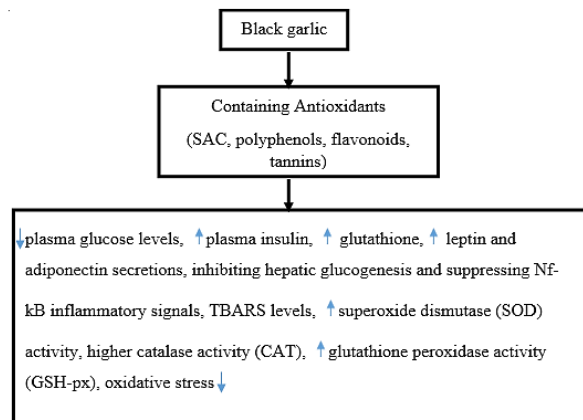 Black garlic
Containing Antioxidants
(SAC, polyphenols, flavonoids,
tannins)
↓plasma glucose levels, ↑plasma insulin, ↑ glutathione, ↑ leptin and
adiponectin secretions, inhibiting hepatic glucogenesis and suppressing Nf-
kB inflammatory signals, TBARS levels, ↑superoxide dismutase (SOD)
activity, higher catalase activity (CAT), ↑glutathione peroxidase activity
(GSH-px), oxidative stress↓